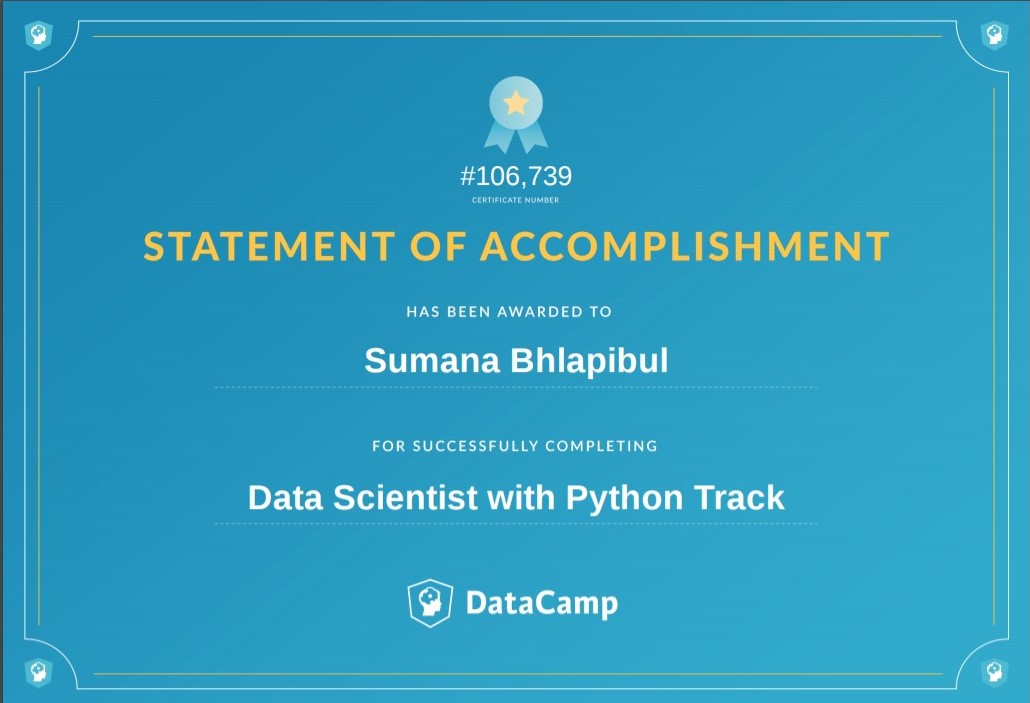 #106,739
CERTIFICATE NUMBER
STATEMENT OF ACCOMPLISHMENT
HAS BEEN AWARDED TO
Sumana Bhlapibul
FOR SUCCESSFULLY COMPLETING
Data Scientist with Python Track
DataCamp